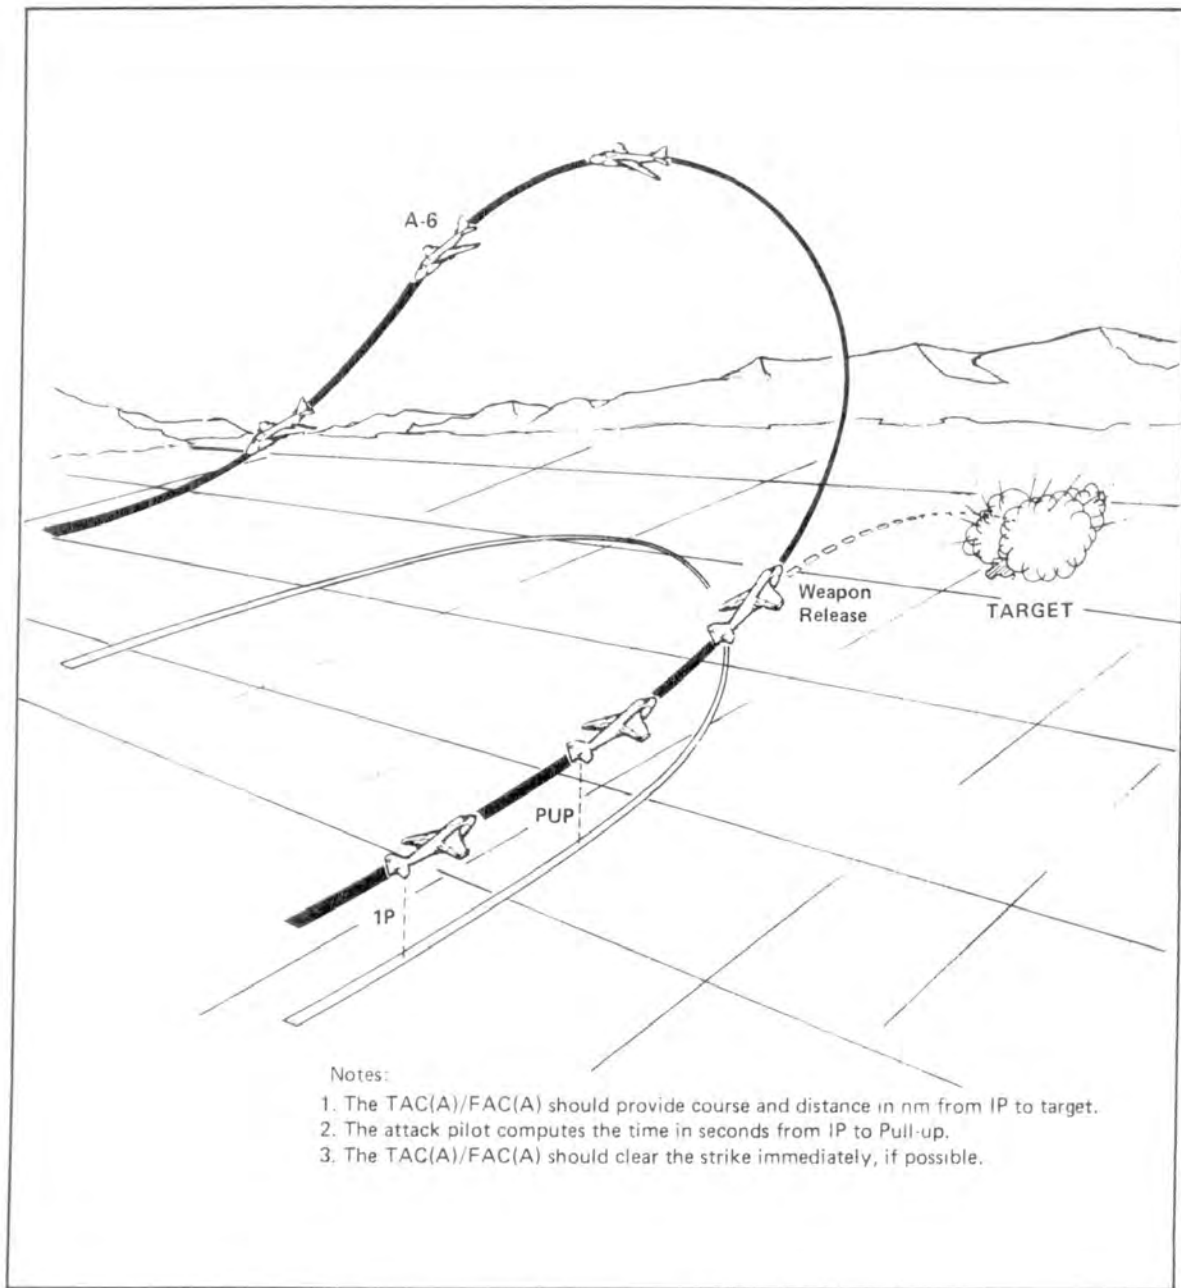 A-6
Weapon
Release
TARGET
PUP
1P
Notes:
1. The TAC(A)/FAC(A) should provide course and distance in nm from IP to target.
2. The attack pilot computes the time in seconds from IP to Pull-up.
3. The TAC(A)/FAC(A) should clear the strike immediately, if possible.